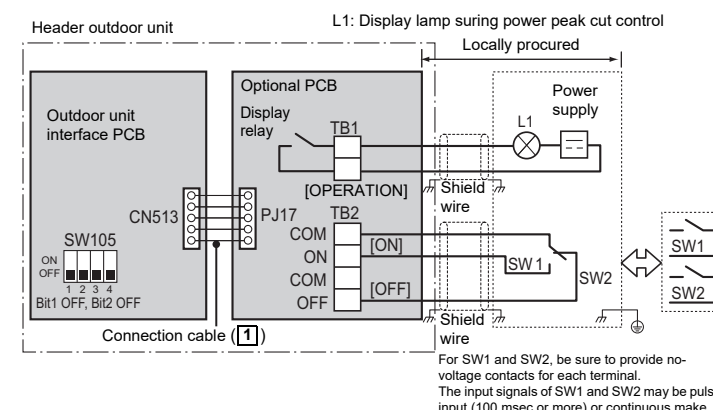 L1: Display lamp suring power peak cut control
Header outdoor unit
Locally procured
Optional PCB
Power
supply
Outdoor unit
interface PCB
Display
relay
TB1
L1
[OPERATION]
Shield
wire
CN513
PJ17
TB2
SW105
ON
OFF
1 2 3 4
Bit1 OFF, Bit2 OFF
COM
ON
COM
OFF
[ON]
[OFF]
SW1
SW2
SW1
SW2
Connection cable (1)
Shield
wire
For SW1 and SW2, be sure to provide no-
voltage contacts for each terminal.
The input signals of SW1 and SW2 may be puls
input (100 msec or more) or continuous make